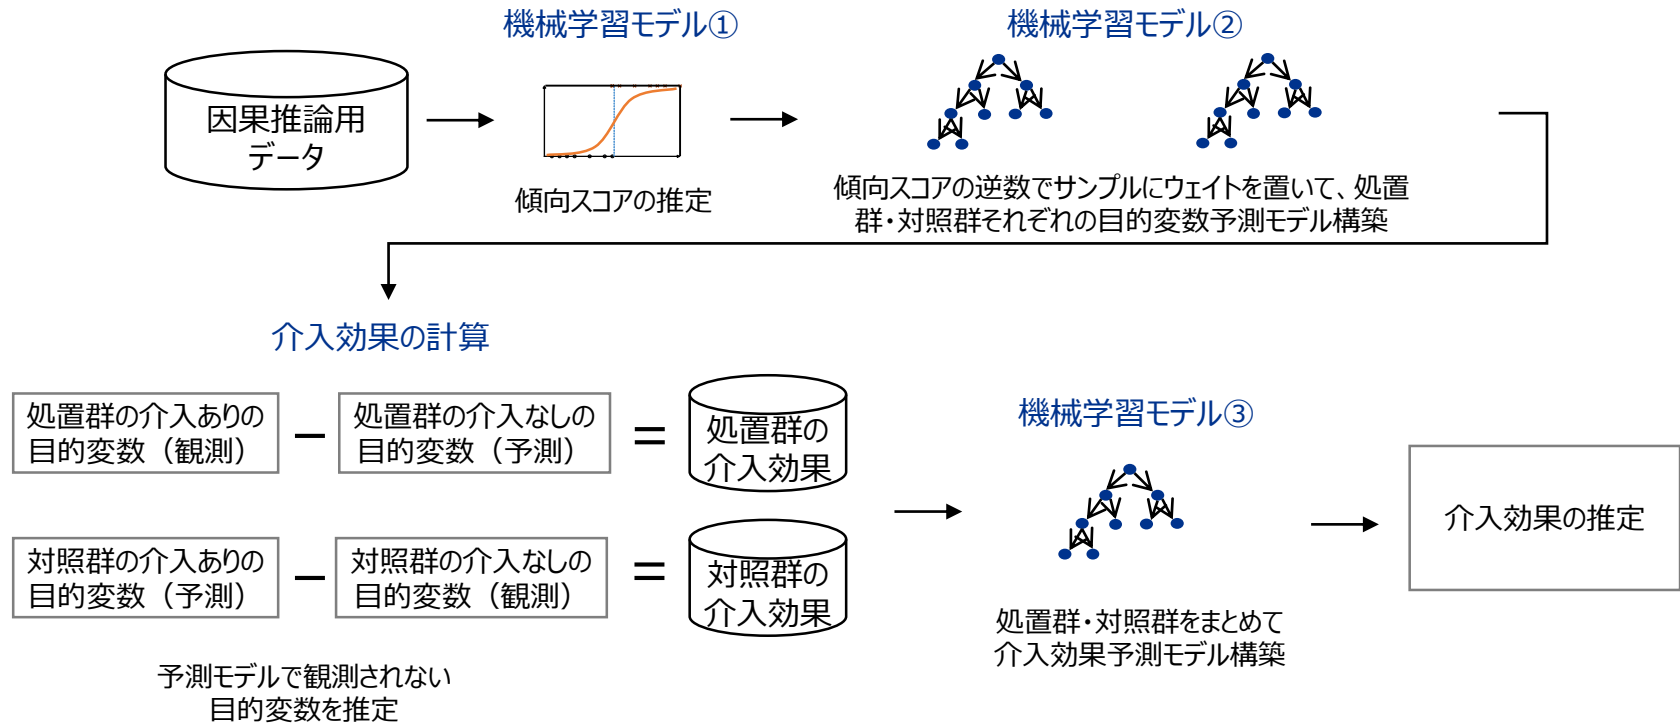 機械学習モデル①
機械学習モデル②
因果推論用
データ
傾向スコアの推定
傾向スコアの逆数でサンプルにウェイトを置いて、処置
群・対照群それぞれの目的変数予測モデル構築
介入効果の計算
処置群の介入ありの
目的変数（観測）
−
処置群の介入なしの
目的変数（予測）
=
処置群の
介入効果
対照群の介入ありの
目的変数（予測）
−
対照群の介入なしの
目的変数（観測）
=
対照群の
介入効果
予測モデルで観測されない
目的変数を推定
機械学習モデル③
処置群・対照群をまとめて
介入効果予測モデル構築
介入効果の推定